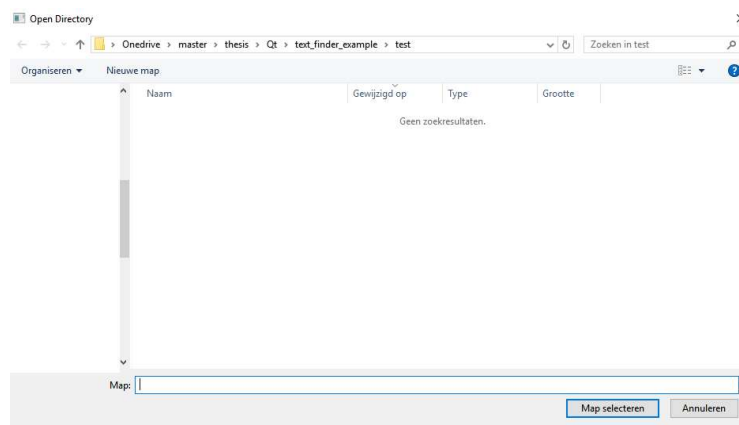 Open Directory
Onedrive > master > thesis > Qt > text_finder_example > test
Zoeken in test
Organiseren
Nieuwe map
Naam
Gewijzigd op
Type
Grootte
Geen zoekresultaten.
Map:
Map selecteren
Annuleren